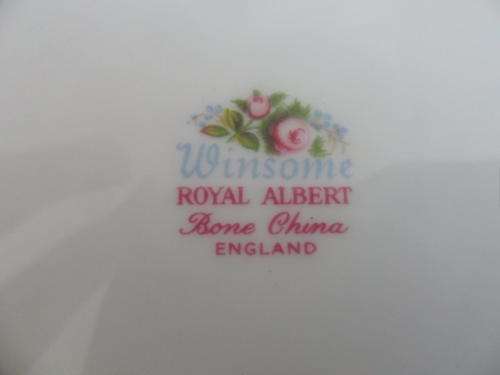 Winsome
ROYAL ALBERT
Bone China
ENGLAND